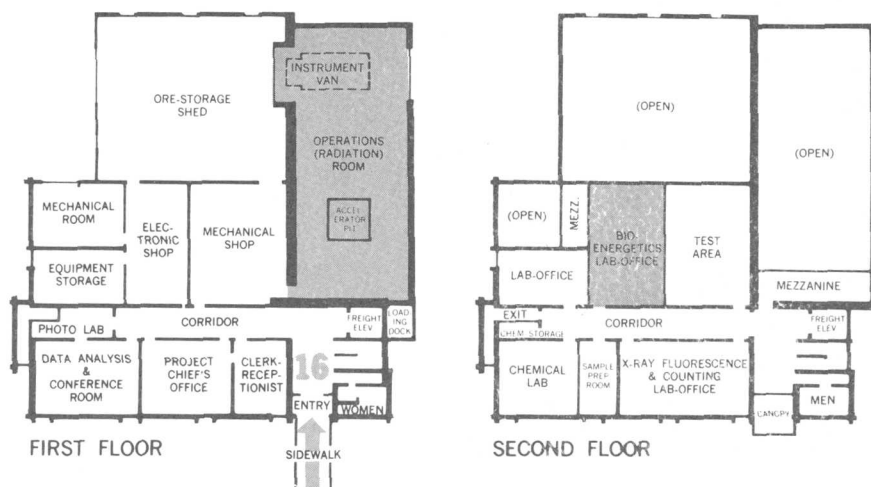 INSTRUMENT
VAN
ORE-STORAGE
SHED
OPERATIONS
(RADIATION)
ROOM
ACCEL-
ERATOR
PIT
MECHANICAL
ROOM
ELEC-
TRONIC
SHOP
MECHANICAL
SHOP
EQUIPMENT
STORAGE
PHOTO LAB
CORRIDOR
FREIGHT
ELEV
LOAD
ING
DOCK
DATA ANALYSIS
&
CONFERENCE
ROOM
PROJECT
CHIEF'S
OFFICE
CLERK-
RECEP-
TIONIST
16
ENTRY
WOMEN
SIDEWALK
FIRST FLOOR
(OPEN)
(OPEN)
(OPEN)
MEZZ.
BIO-
ENERGETICS
LAB-OFFICE
TEST
AREA
LAB-OFFICE
MEZZANINE
EXIT
CHEM-STORAGE
CORRIDOR
FREIGHT
ELEV
CHEMICAL
LAB
SAMPLE
PREP
ROOM
X-RAY FLUORESCENCE
& COUNTING
LAB-OFFICE
CANOPY
MEN
SECOND FLOOR